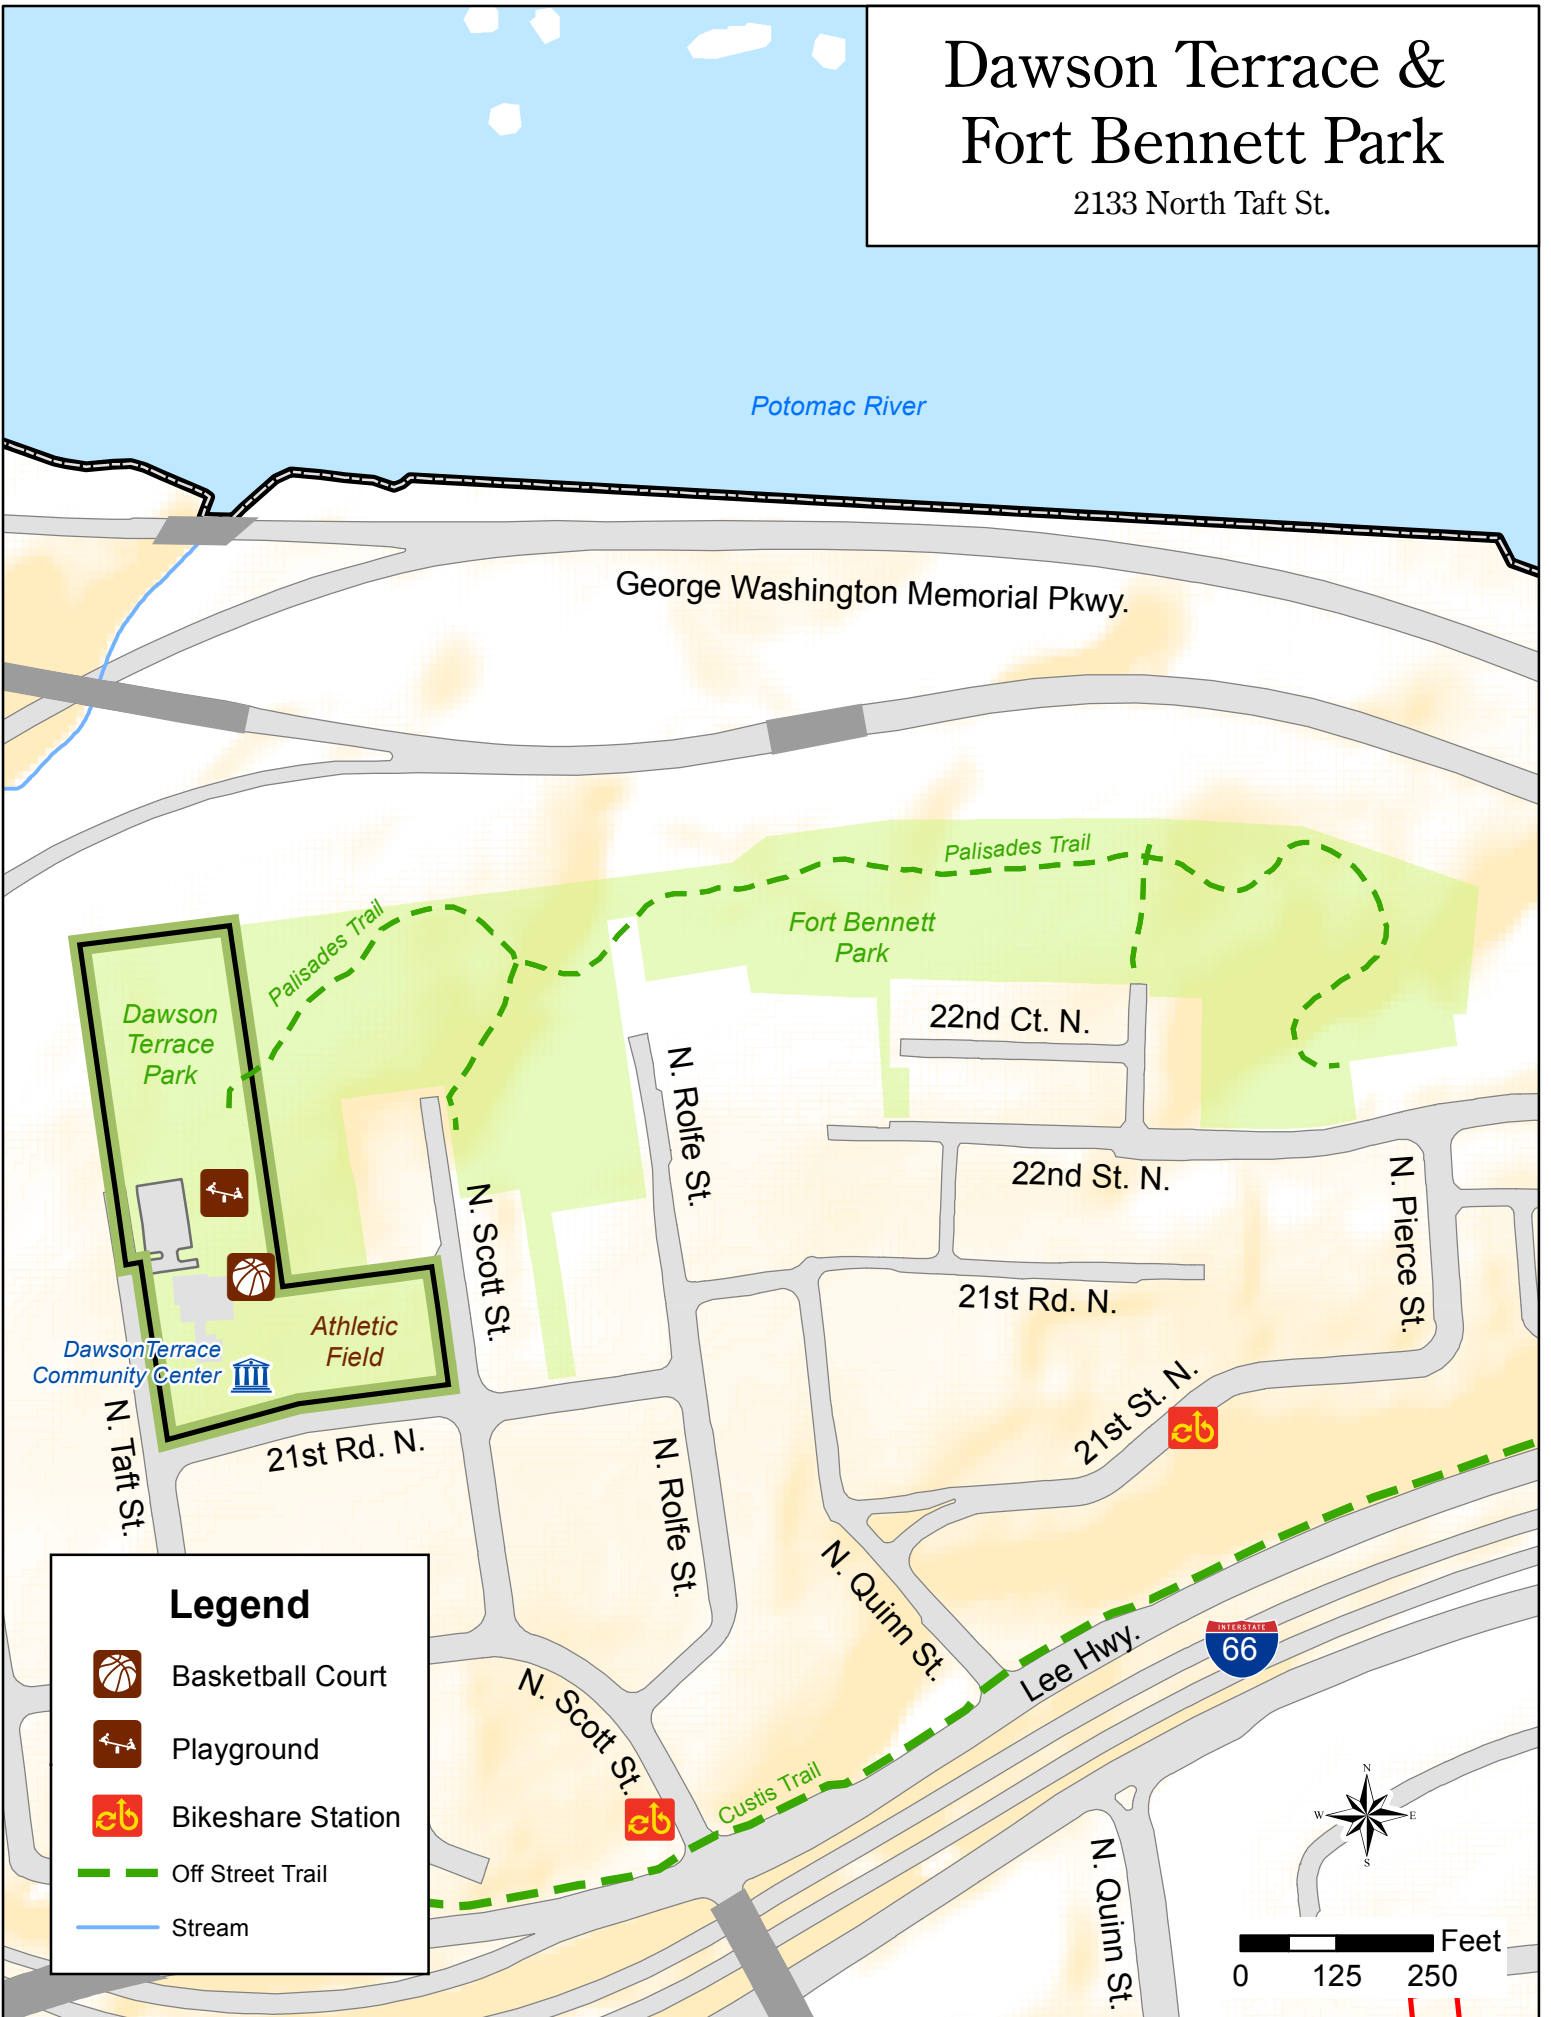 Dawson Terrace &
Fort Bennett Park
2133 North Taft St.
Potomac River
George Washington Memorial Pkwy.
Palisades Trail
Palisades Trail
Fort Bennett
Park
Dawson
Terrace
Park
22nd Ct. N.
N. Rolfe St.
22nd St. N.
N. Pierce St.
N. Scott St.
21st Rd. N.
Athletic
Field
DawsonTerrace
Community Center
21st St. N.
N. Taft St.
21st Rd. N.
N. Rolfe St.
N. Quinn St.
Lee Hwy.
INTERSTATE
66
N. Scott St.
Custis Trail
N. Quinn St.
Legend
Basketball Court
Playground
Bikeshare Station
Off Street Trail
Stream
N
W
E
S
Feet
0 125 250